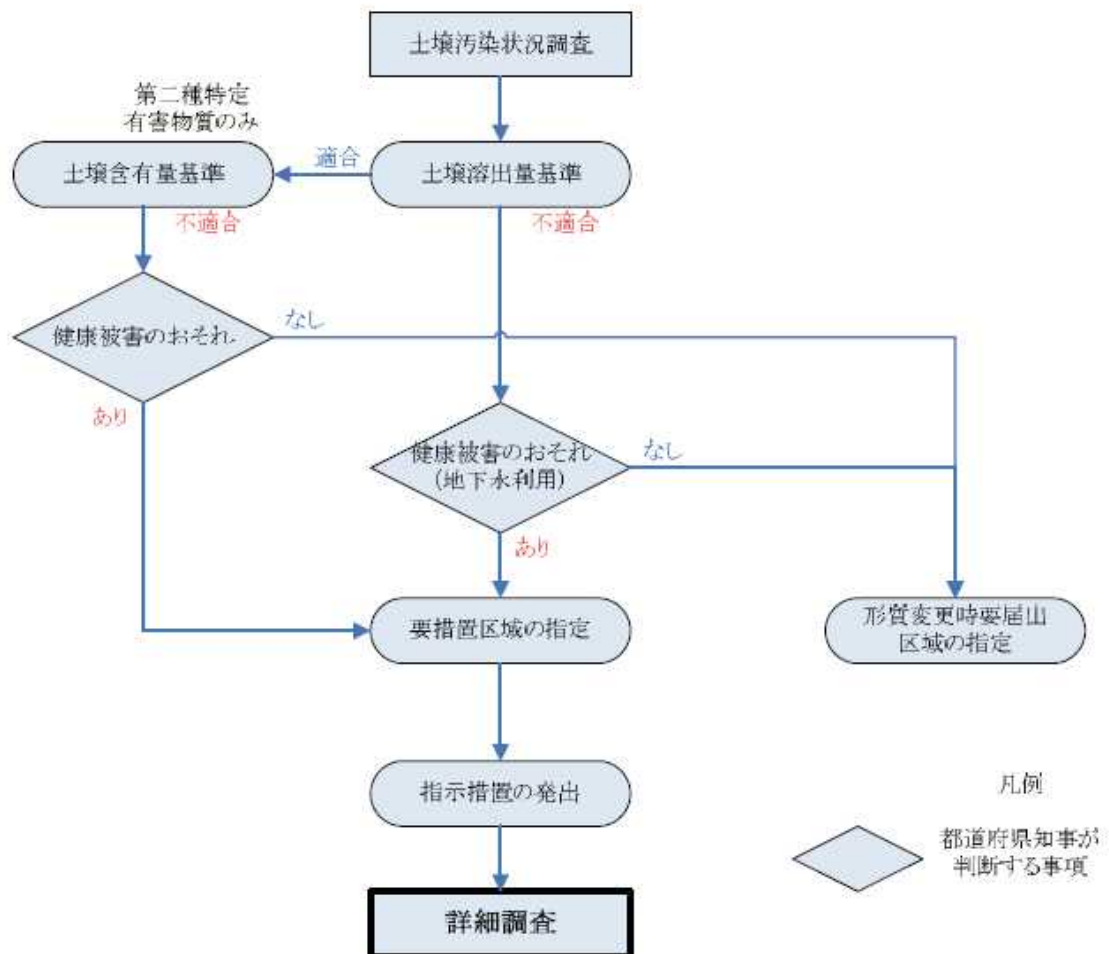 土壌汚染状況調査
第二種特定
有害物質のみ
土壌含有量基準
適合
土壌溶出量基準
不適合
不適合
健康被害のおそれ
なし
あり
健康被害のおそれ
(地下水利用)
なし
あり
要措置区域の指定
形質変更時要届出
区域の指定
指示措置の発出
凡例
都道府県知事が
判断する事項
詳細調査